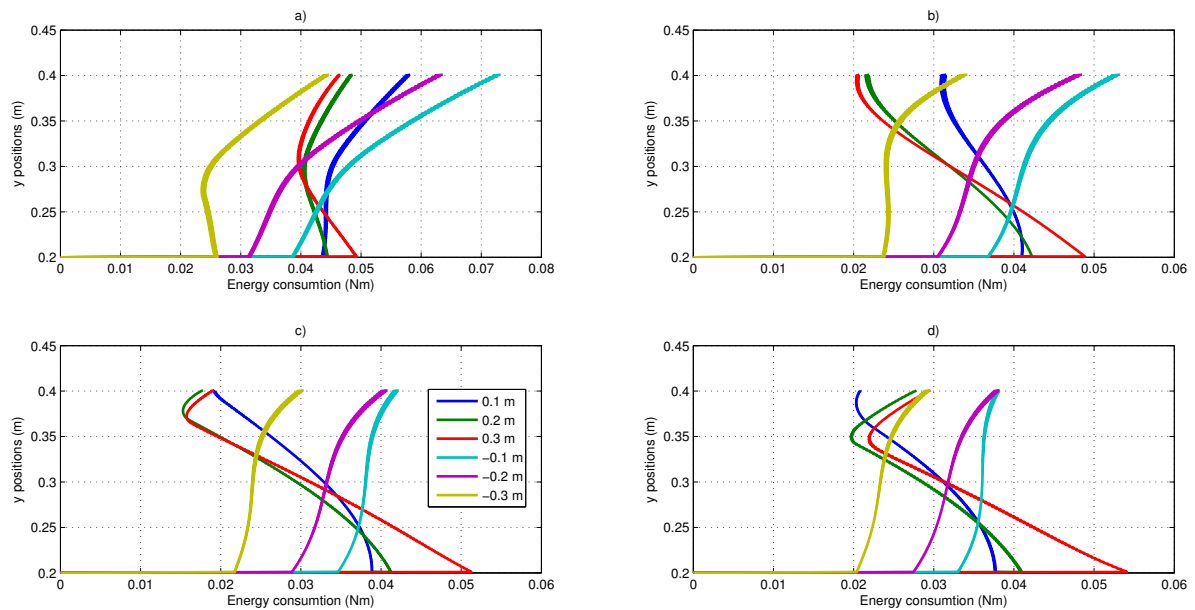 a)
0.45
0.4
0.35
0.3
0.25
0.2
y positions (m)
0 0.01 0.02 0.03 0.04 0.05 0.06 0.07 0.08
Energy consumtion (Nm)
b)
0.45
0.4
0.35
0.3
0.25
0.2
y positions (m)
0 0.01 0.02 0.03 0.04 0.05 0.06
Energy consumtion (Nm)
c)
0.45
0.4
0.35
0.3
0.25
0.2
y positions (m)
0 0.01 0.02 0.03 0.04 0.05 0.06
Energy consumtion (Nm)
0.1 m
0.2 m
0.3 m
−0.1 m
−0.2 m
−0.3 m
d)
0.45
0.4
0.35
0.3
0.25
0.2
y positions (m)
0 0.01 0.02 0.03 0.04 0.05 0.06
Energy consumtion (Nm)